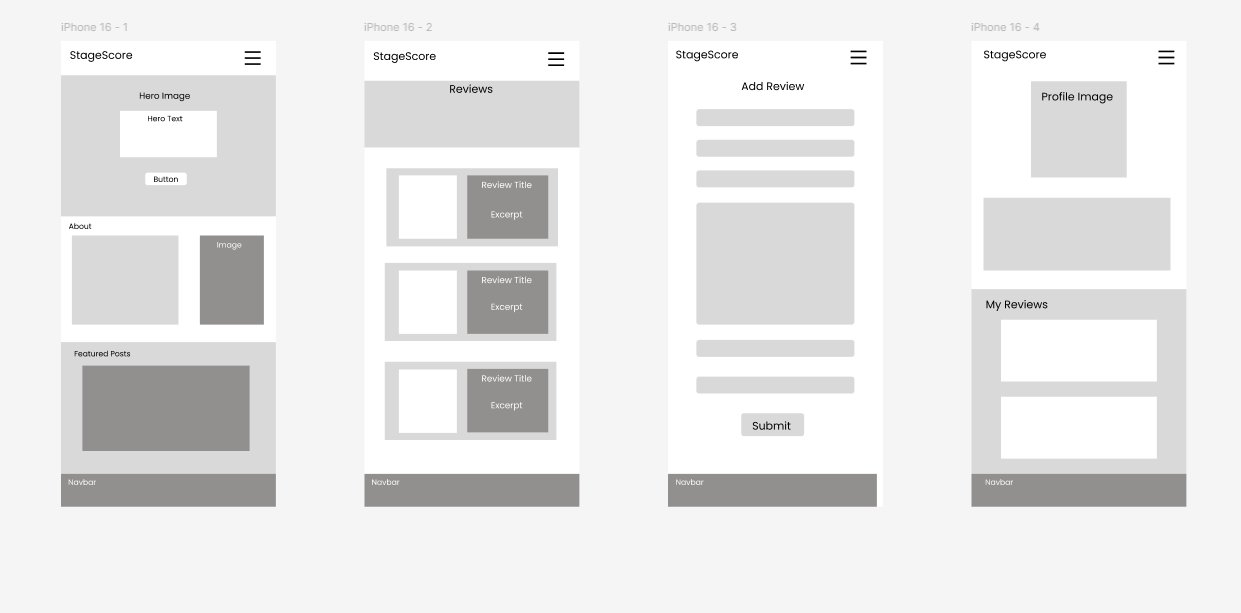 iPhone 16 - 1
StageScore
Hero Image
Hero Text
Button
About
Image
Featured Posts
Navbar
iPhone 16 - 2
StageScore
Reviews
Review Title
Excerpt
Review Title
Excerpt
Review Title
Excerpt
Navbar
iPhone 16 - 3
StageScore
Add Review
Submit
Navbar
iPhone 16 - 4
StageScore
Profile Image
My Reviews
Navbar